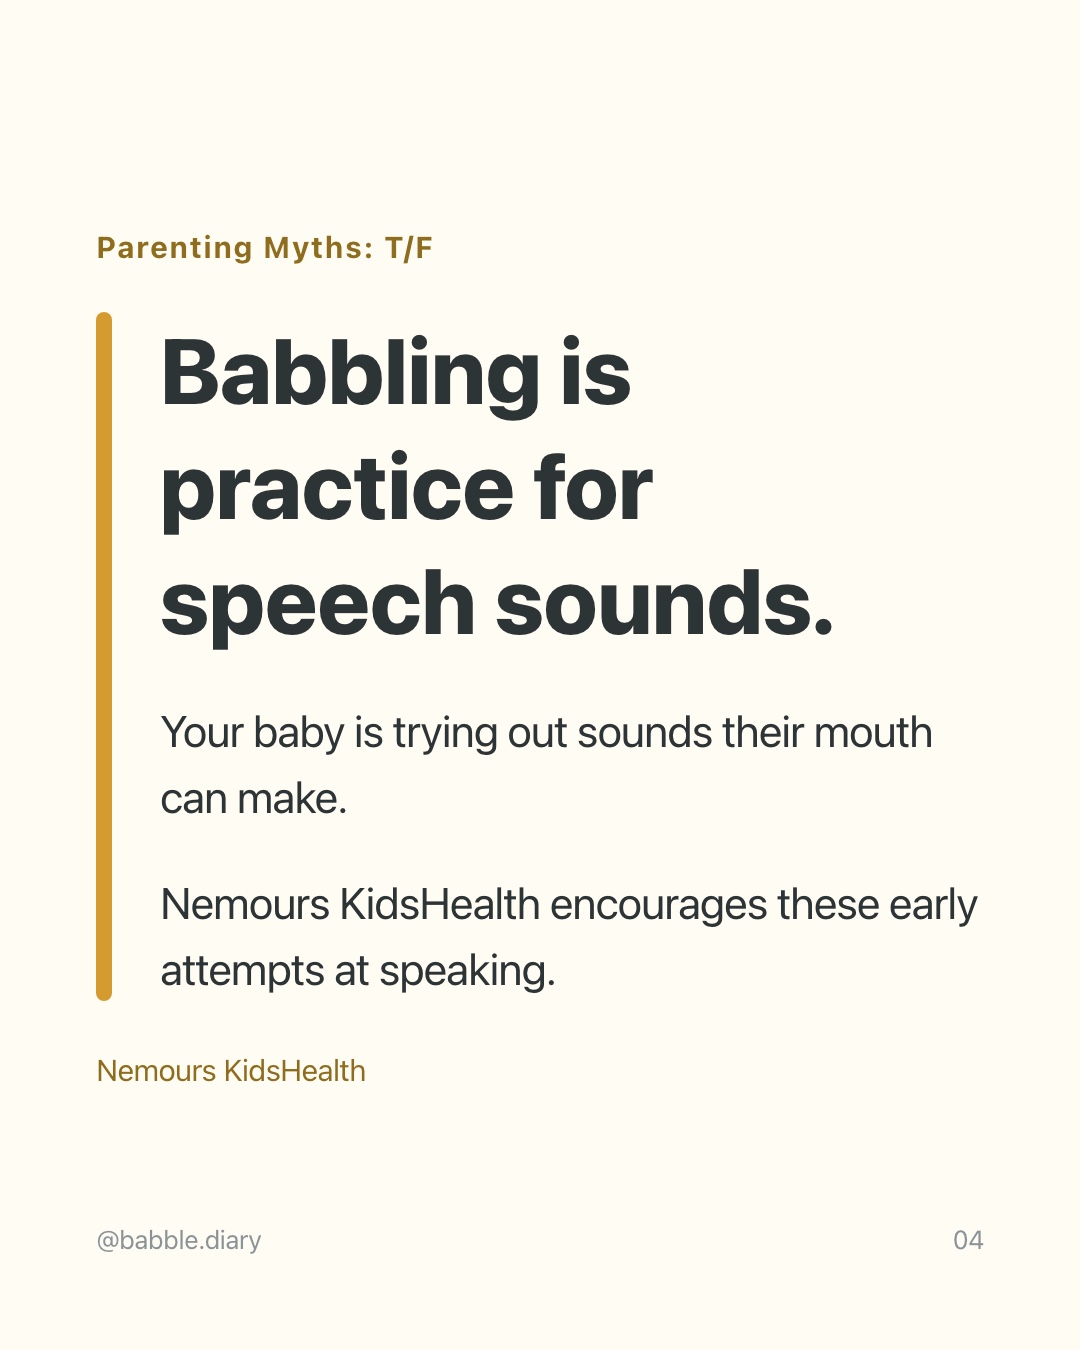 Parenting Myths: T/F
Babbling is
practice for
speech sounds.
Your baby is trying out sounds their mouth
can make.
Nemours KidsHealth encourages these early
attempts at speaking.
Nemours KidsHealth
@babble.diary
04